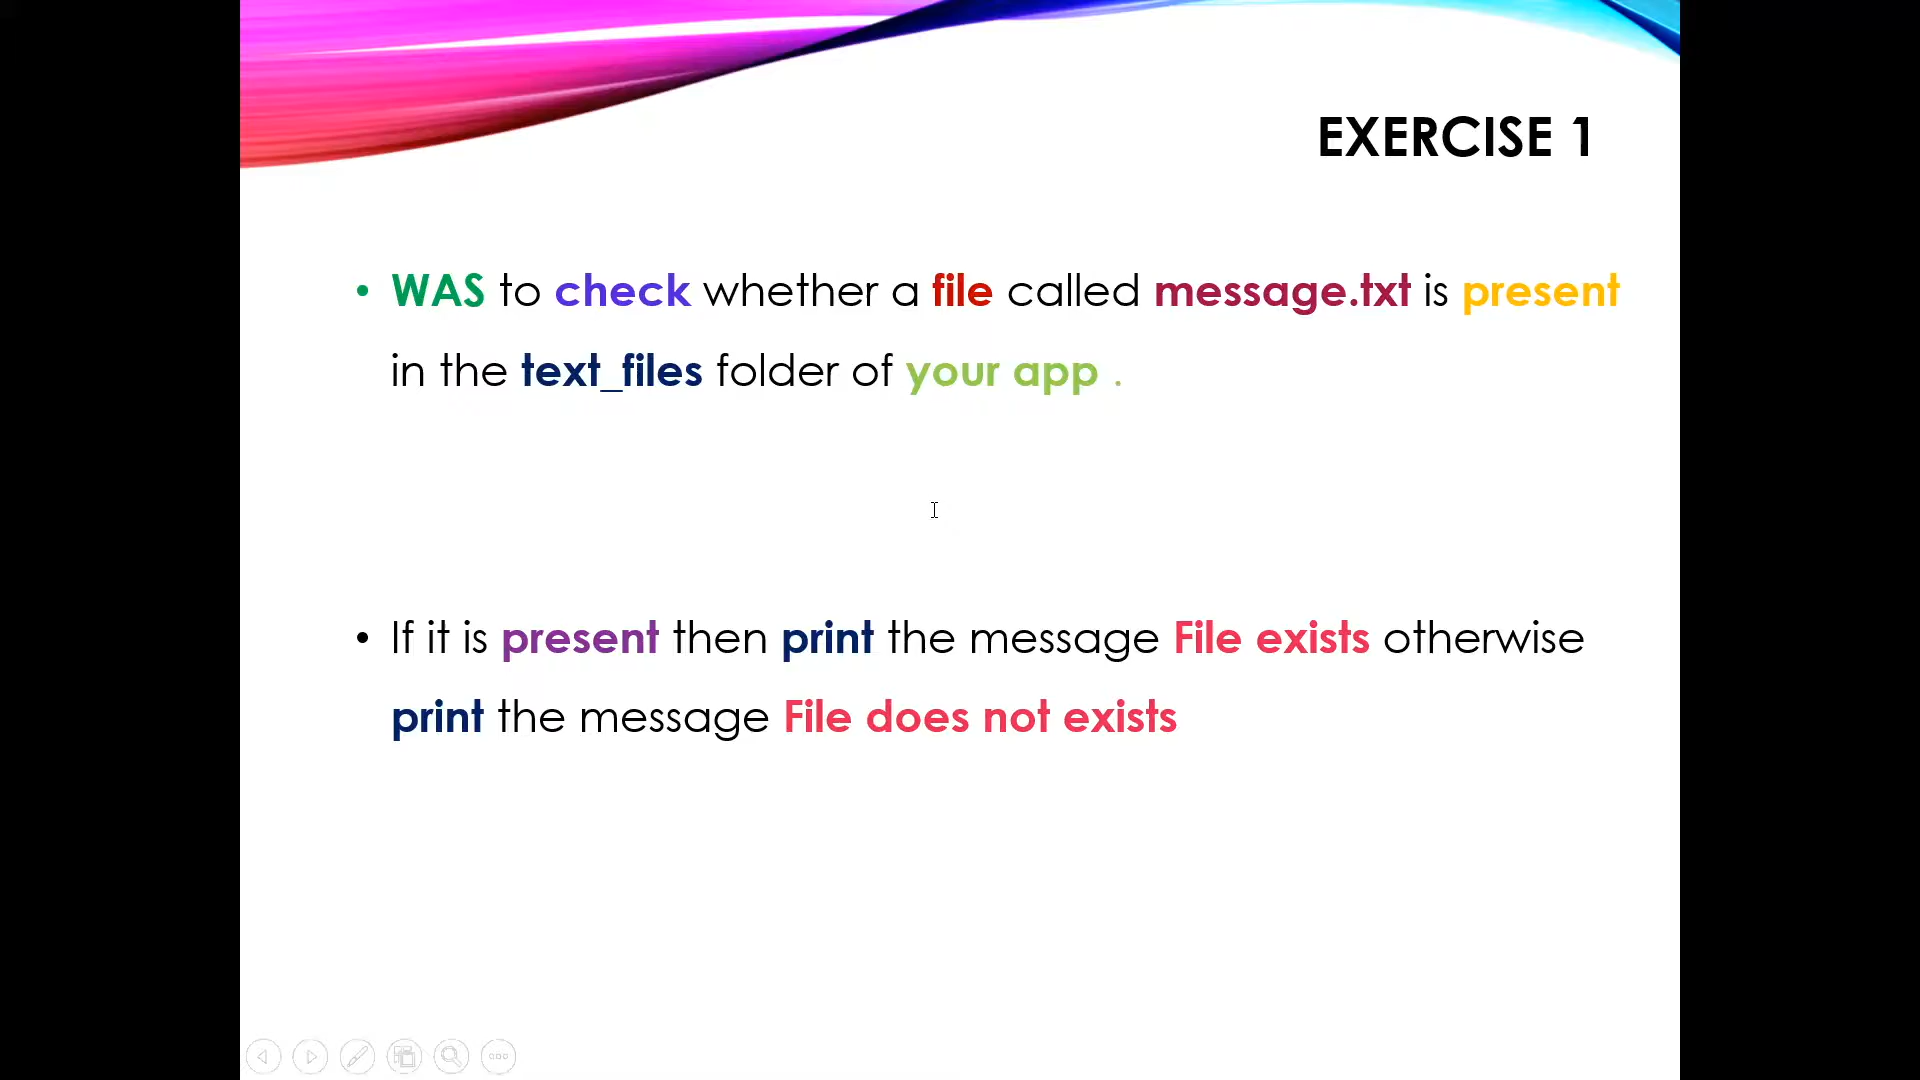 EXERCISE 1
• WAS to check whether a file called message.txt is present
in the text_files folder of your app .
• If it is present then print the message File exists otherwise
print the message File does not exists